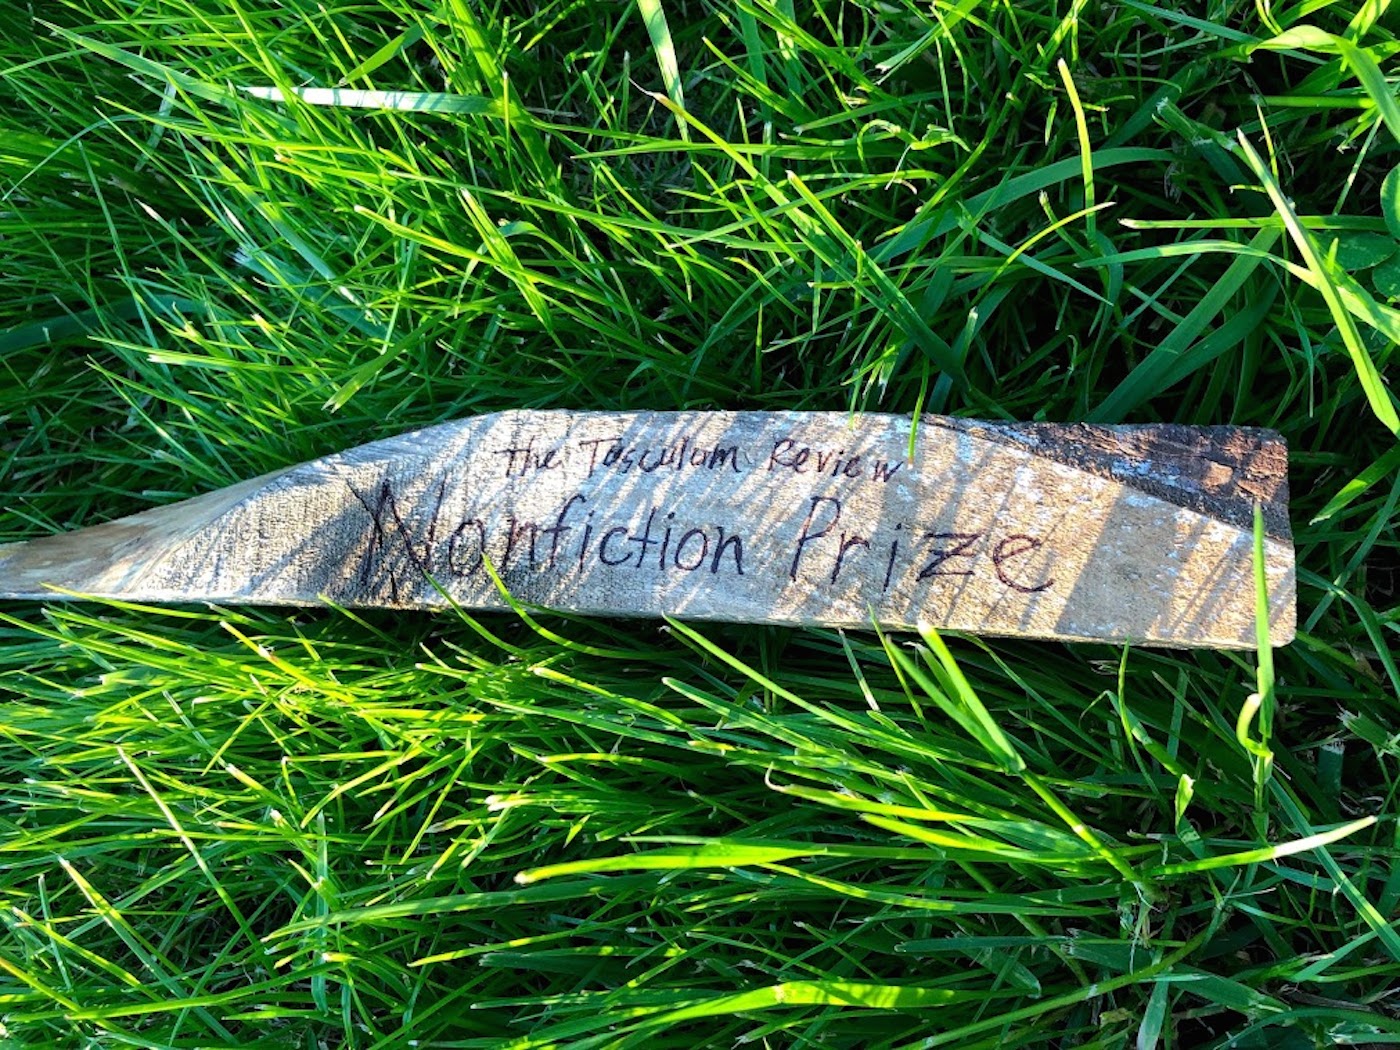 the Tusculum Review
Nonfiction Prize